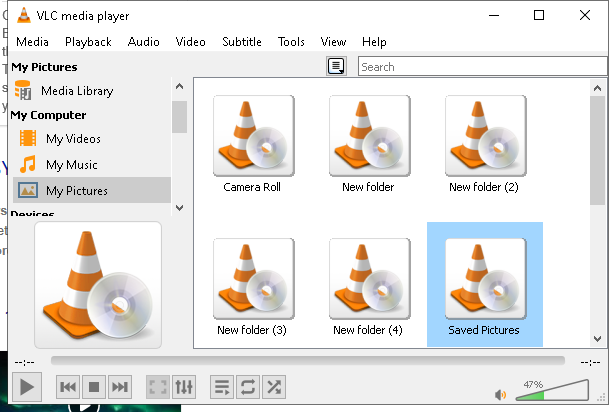 VLC media player
Media Playback Audio Video Subtitle Tools View Help
My Pictures
Search
Media Library
My Computer
My Videos
My Music
My Pictures
Devices
Camera Roll
New folder
New folder (2)
New folder (3)
New folder (4)
Saved Pictures
--:--
--:--
47%